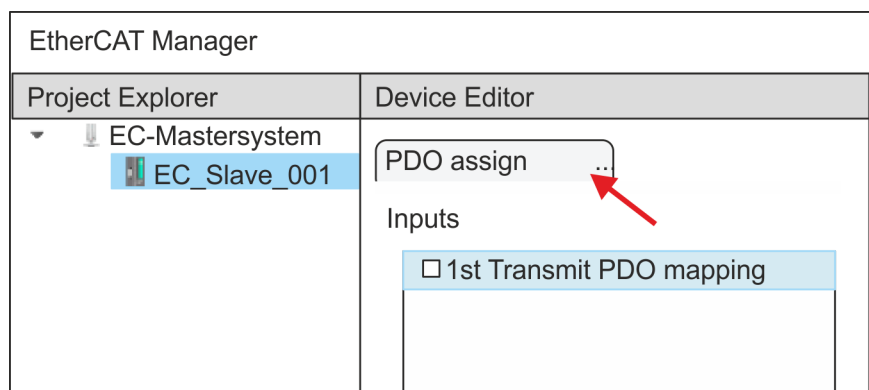 EtherCAT Manager
Project Explorer
Device Editor
EC-Mastersystem
EC_Slave_001
PDO assign ...
Inputs
1st Transmit PDO mapping